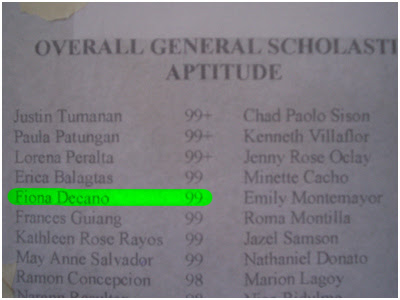 OVERALL GENERAL SCHOLASTI
APTITUDE
Justin Tumanan 99+ Chad Paolo Sison
Paula Patungan 99+ Kenneth Villaflor
Lorena Peralta 99+ Jenny Rose Oclay
Erica Balagtas 99 Minette Cacho
Fiona Decano 99 Emily Montemayor
Frances Guiang 99 Roma Montilla
Kathleen Rose Rayos 99 Jazel Samson
May Anne Salvador 99 Nathaniel Donato
Ramon Concepcion 98 Marion Lagoy